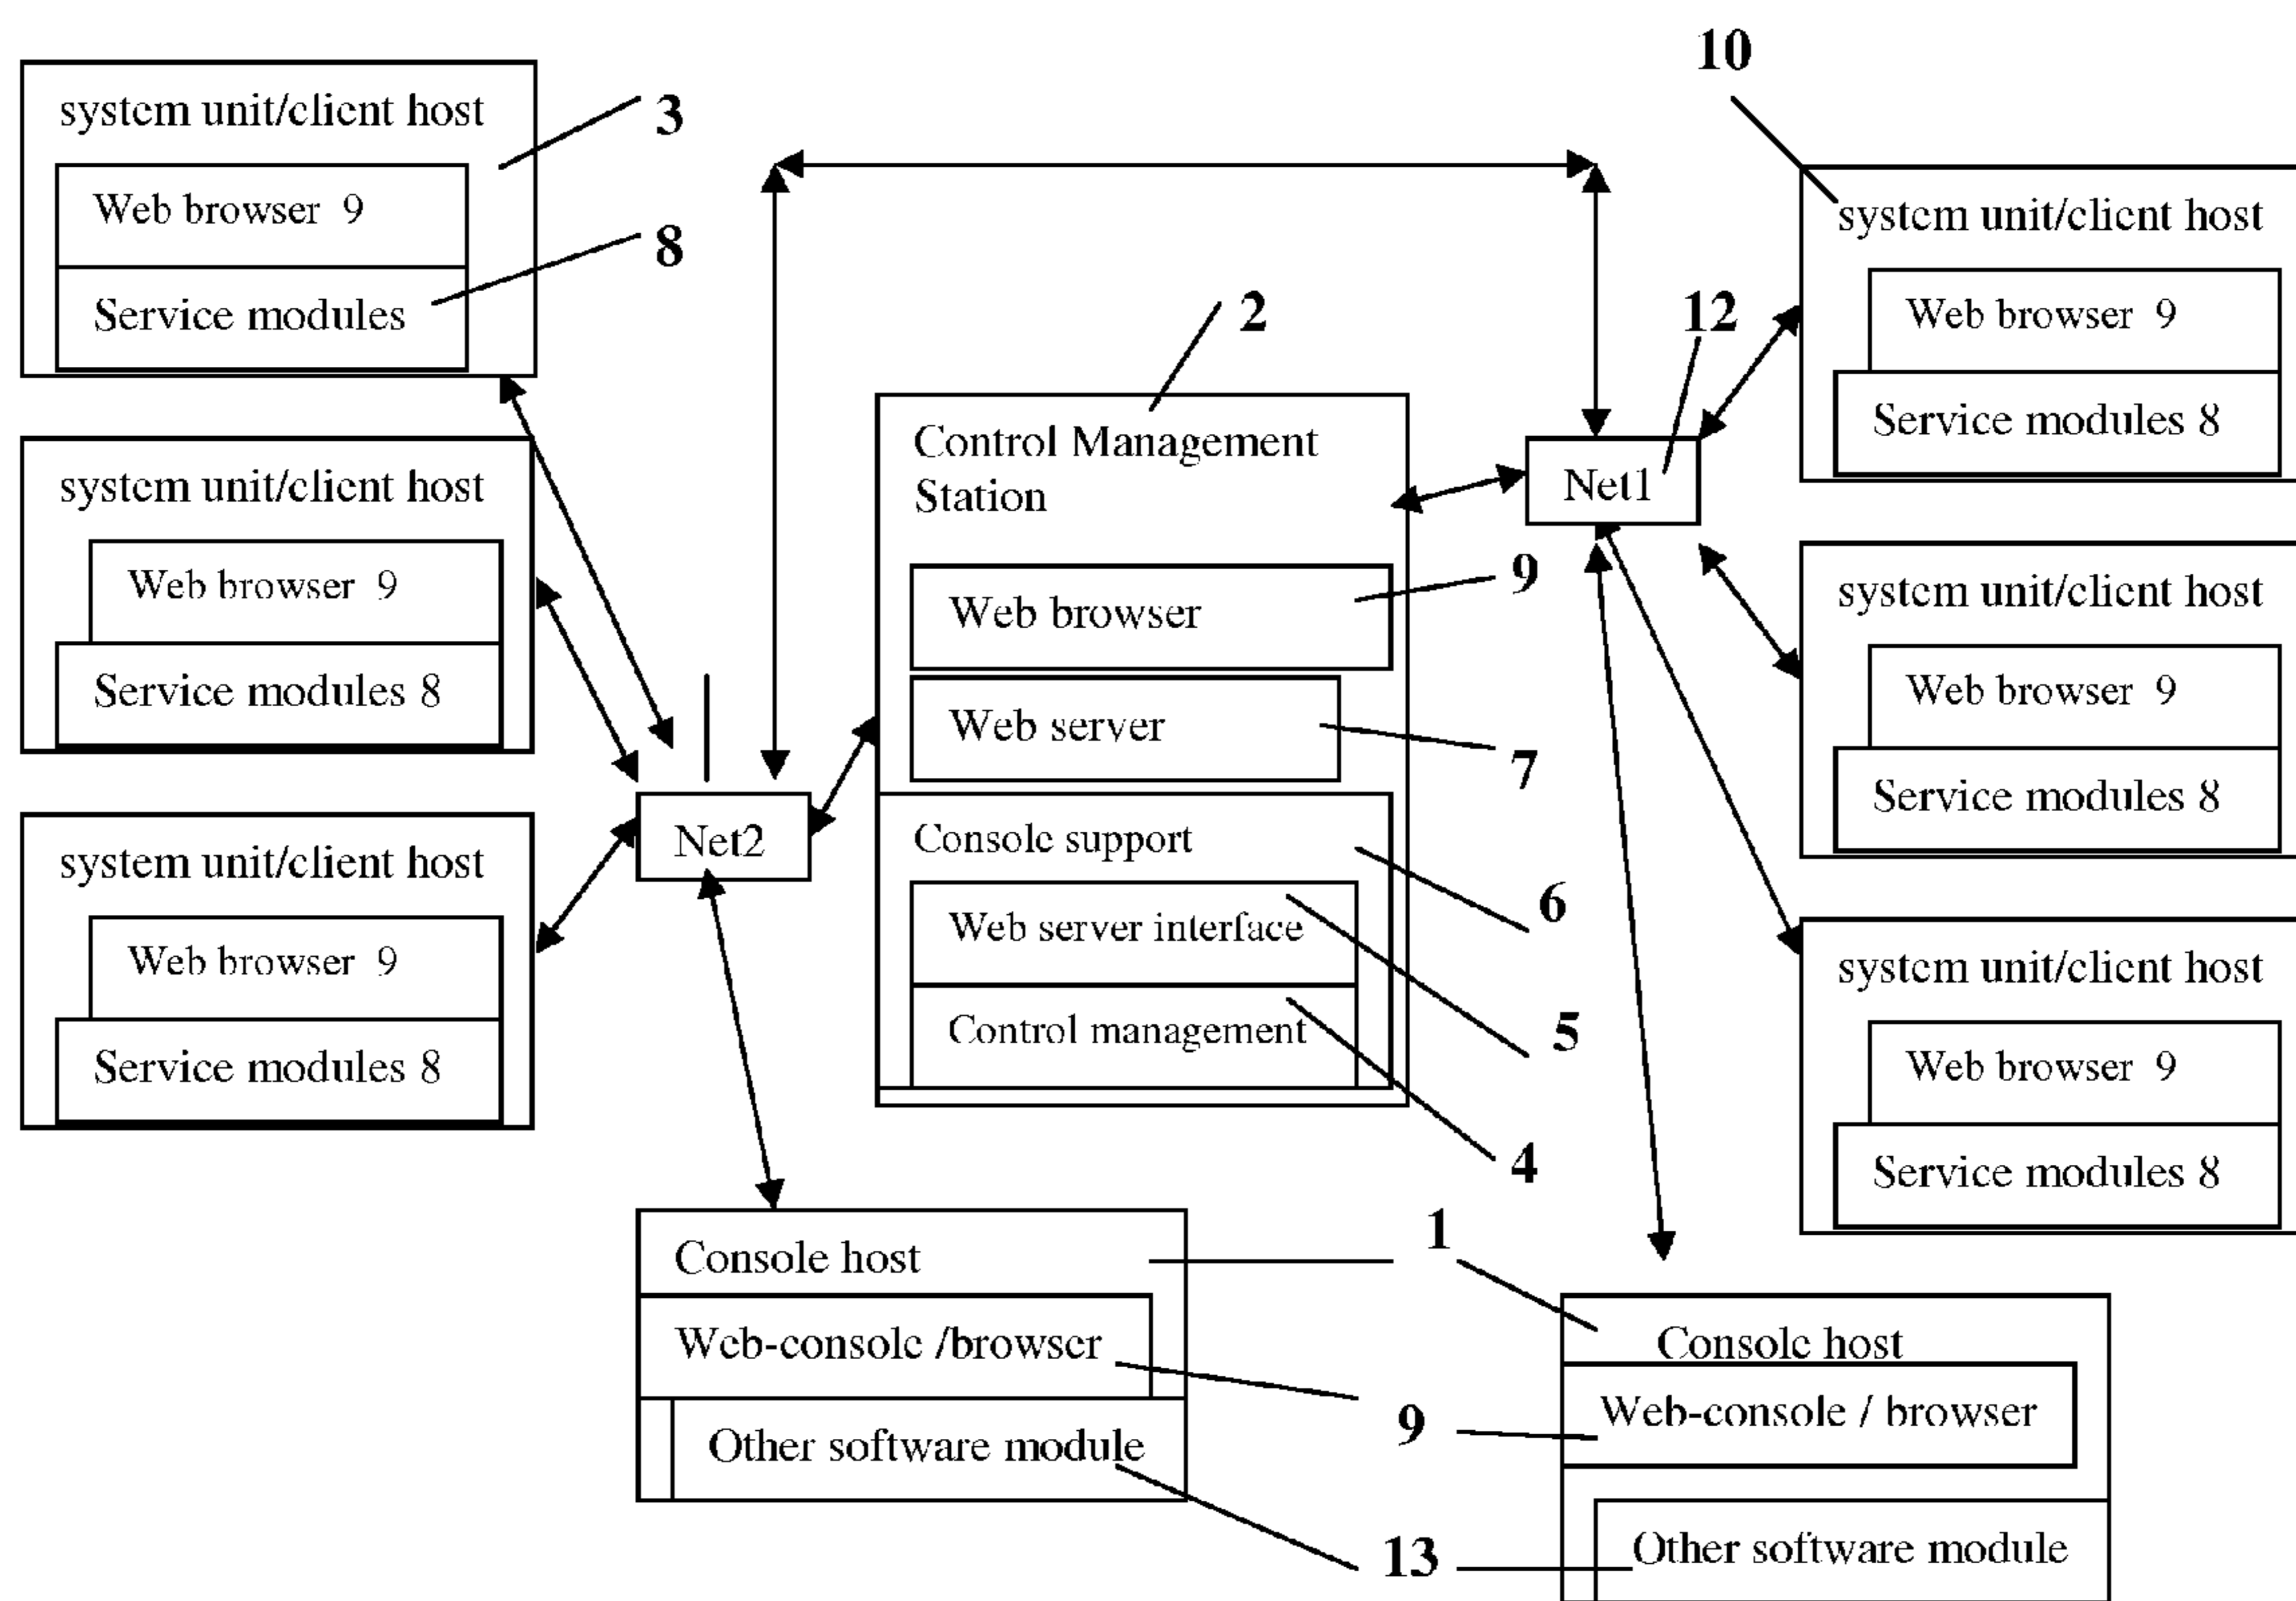 system unit/client host
Web browser 9
Service modules
3
8
system unit/client host
Web browser 9
Service modules 8
system unit/client host
Web browser 9
Service modules 8
Net2
2
Control Management
Station
Web browser
9
Web server
7
Console support
6
Web server interface
5
Control management
4
12
Net1
10
system unit/client host
Web browser 9
Service modules 8
system unit/client host
Web browser 9
Service modules 8
system unit/client host
Web browser 9
Service modules 8
Console host
1
Web-console /browser
9
Other software module
13
Console host
Web-console / browser
Other software module